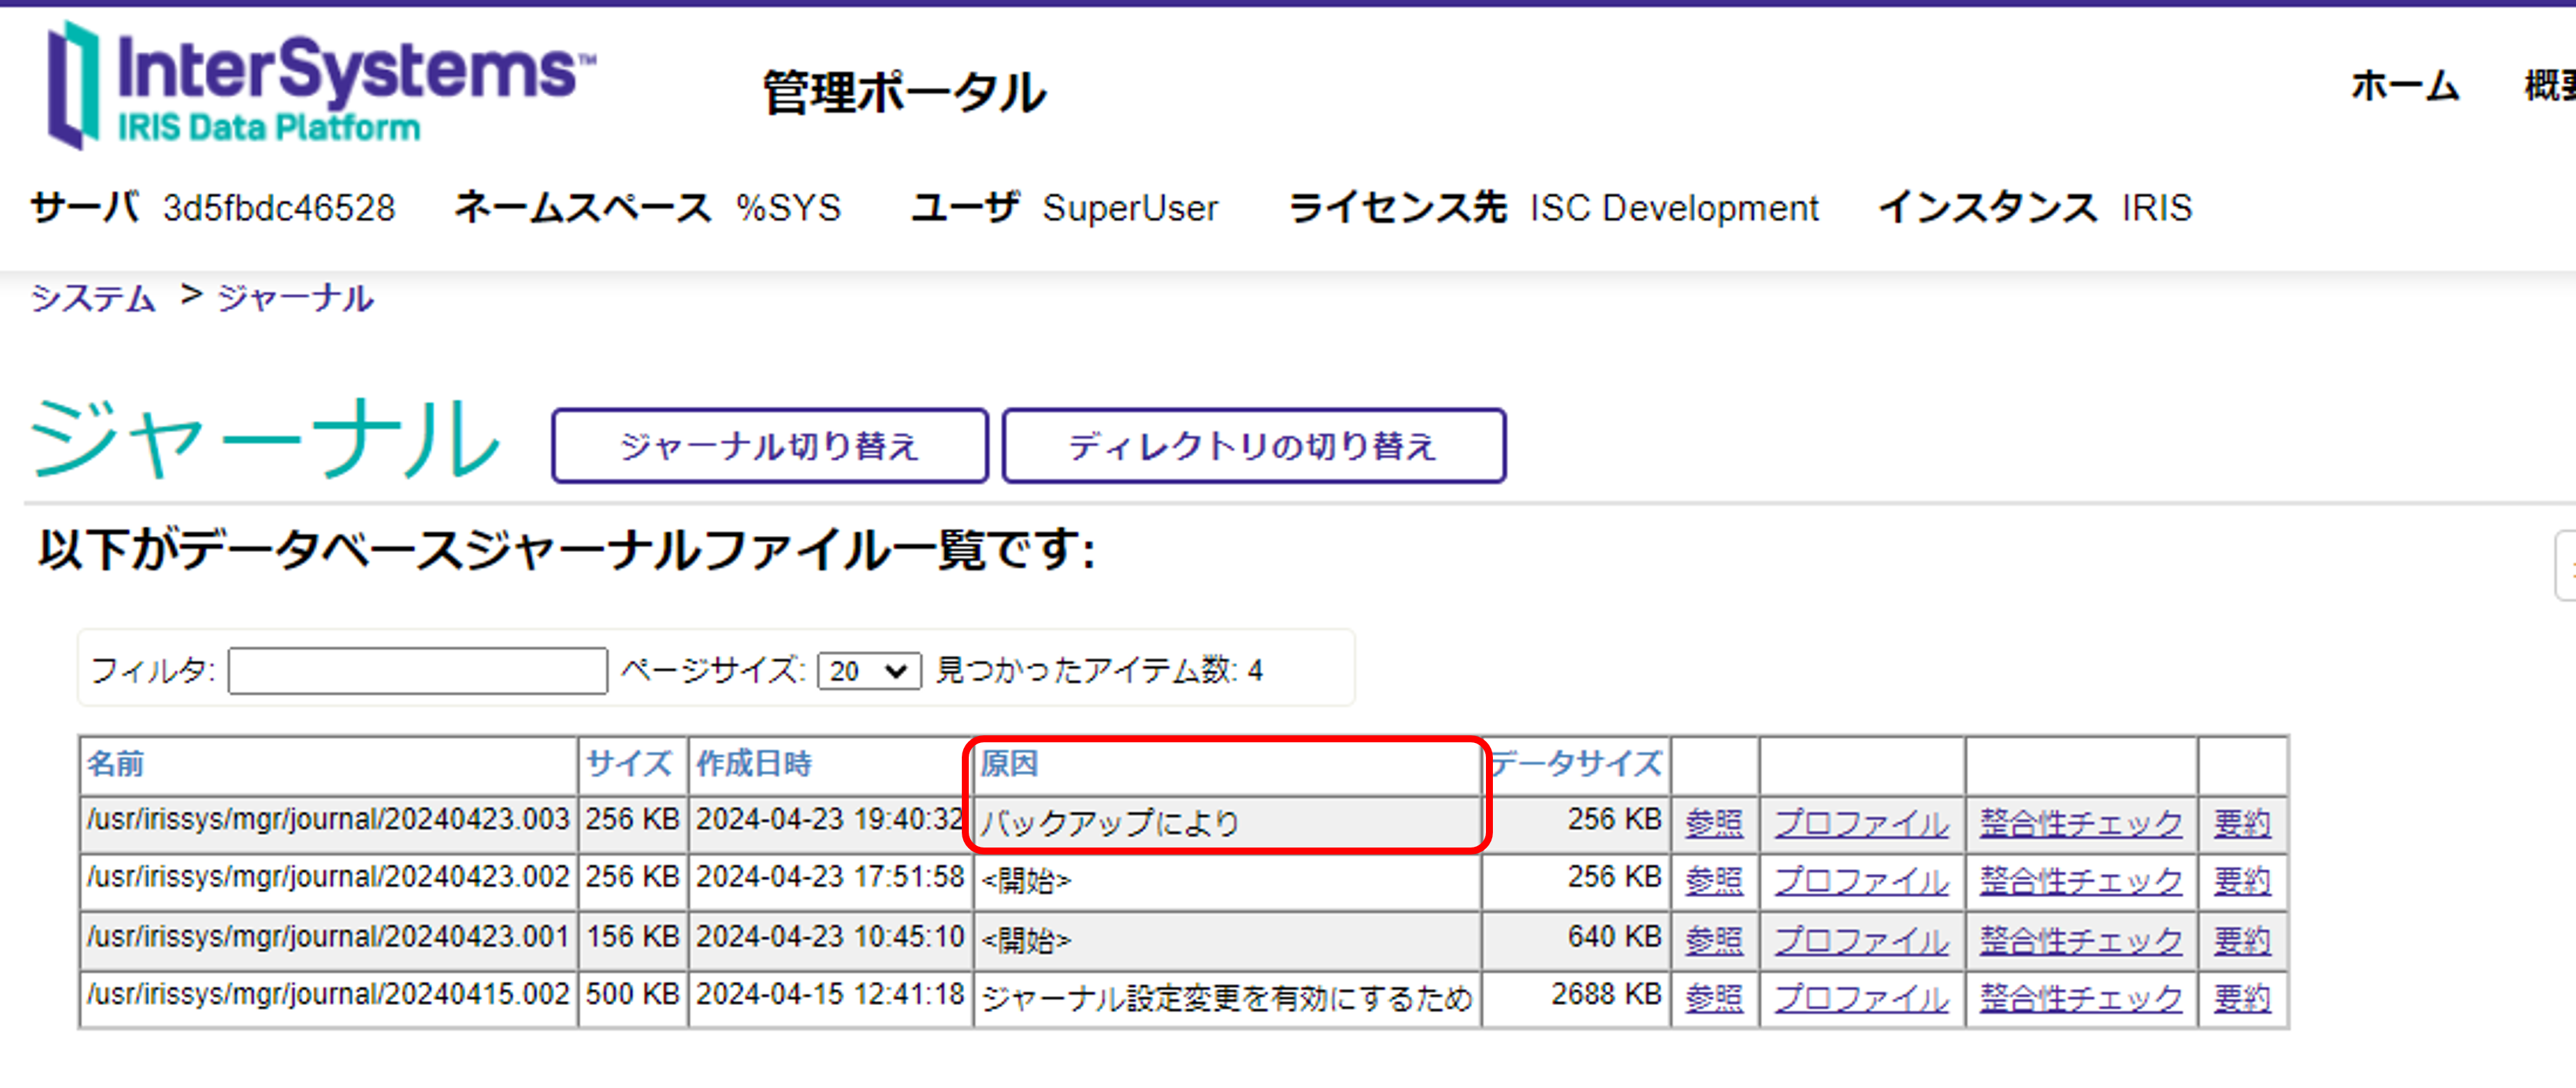 InterSystems™
IRIS Data Platform
管理ポータル
ホーム
サーバ 3d5fbdc46528 ネームスペース %SYS ユーザ SuperUser ライセンス先 ISC Development インスタンス IRIS
システム > ジャーナル
ジャーナル ジャーナル切り替え ディレクトリの切り替え
以下がデータベースジャーナルファイル一覧です:
フィルタ: ページサイズ: 20 見つかったアイテム数: 4
名前 サイズ 作成日時 原因 データサイズ
/usr/irissys/mgr/journal/20240423.003 256 KB 2024-04-23 19:40:32 バックアップにより 256 KB 参照 プロファイル 整合性チェック 要約
/usr/irissys/mgr/journal/20240423.002 256 KB 2024-04-23 17:51:58 <開始> 256 KB 参照 プロファイル 整合性チェック 要約
/usr/irissys/mgr/journal/20240423.001 156 KB 2024-04-23 10:45:10 <開始> 640 KB 参照 プロファイル 整合性チェック 要約
/usr/irissys/mgr/journal/20240415.002 500 KB 2024-04-15 12:41:18 ジャーナル設定変更を有効にするため 2688 KB 参照 プロファイル 整合性チェック 要約